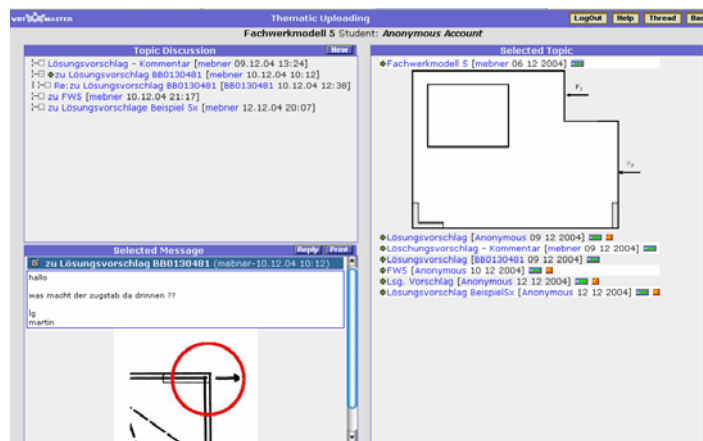 WBT MASTER
Thematic Uploading
LogOut Help Thread Bac
Fachwerkmodell 5 Student: Anonymous Account
Topic Discussion
New
Lösungsvorschlag - Kommentar [mebner 09.12.04 13:24]
zu Lösungsvorschlag BB0130481 [mebner 10.12.04 10:12]
Re:zu Lösungsvorschlag BB0130481 [BB0130481 10.12.04 12:38]
zu FW5 [mebner 10.12.04 21:17]
zu Lösungsvorschlage Beispiel 5x [mebner 12.12.04 20:07]
Selected Message
Reply Print
zu Lösungsvorschlag BB0130481 (mebner-10.12.04 10:12)
hallo
was macht der zugstab da drinnen ??
lg
martin
Selected Topic
Fachwerkmodell 5 [mebner 06 12 2004]
F1
Lösungsvorschlag [Anonymous 09 12 2004]
Löschungsvorschlag - Kommentar [mebner 09 12 2004]
Lösungsvorschlag [BB0130481 09 12 2004]
FW5 [Anonymous 10 12 2004]
Lsg. Vorschlag [Anonymous 12 12 2004]
Lösungsvorschlag Beispiel5x [Anonymous 12 12 2004]